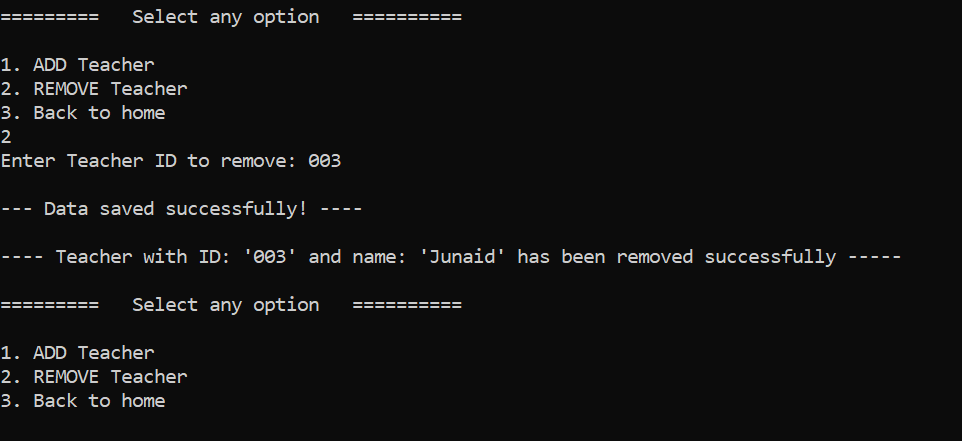 =========   Select any option   ==========
1. ADD Teacher
2. REMOVE Teacher
3. Back to home
2
Enter Teacher ID to remove: 003
--- Data saved successfully! ----
---- Teacher with ID: '003' and name: 'Junaid' has been removed successfully -----
=========   Select any option   ==========
1. ADD Teacher
2. REMOVE Teacher
3. Back to home